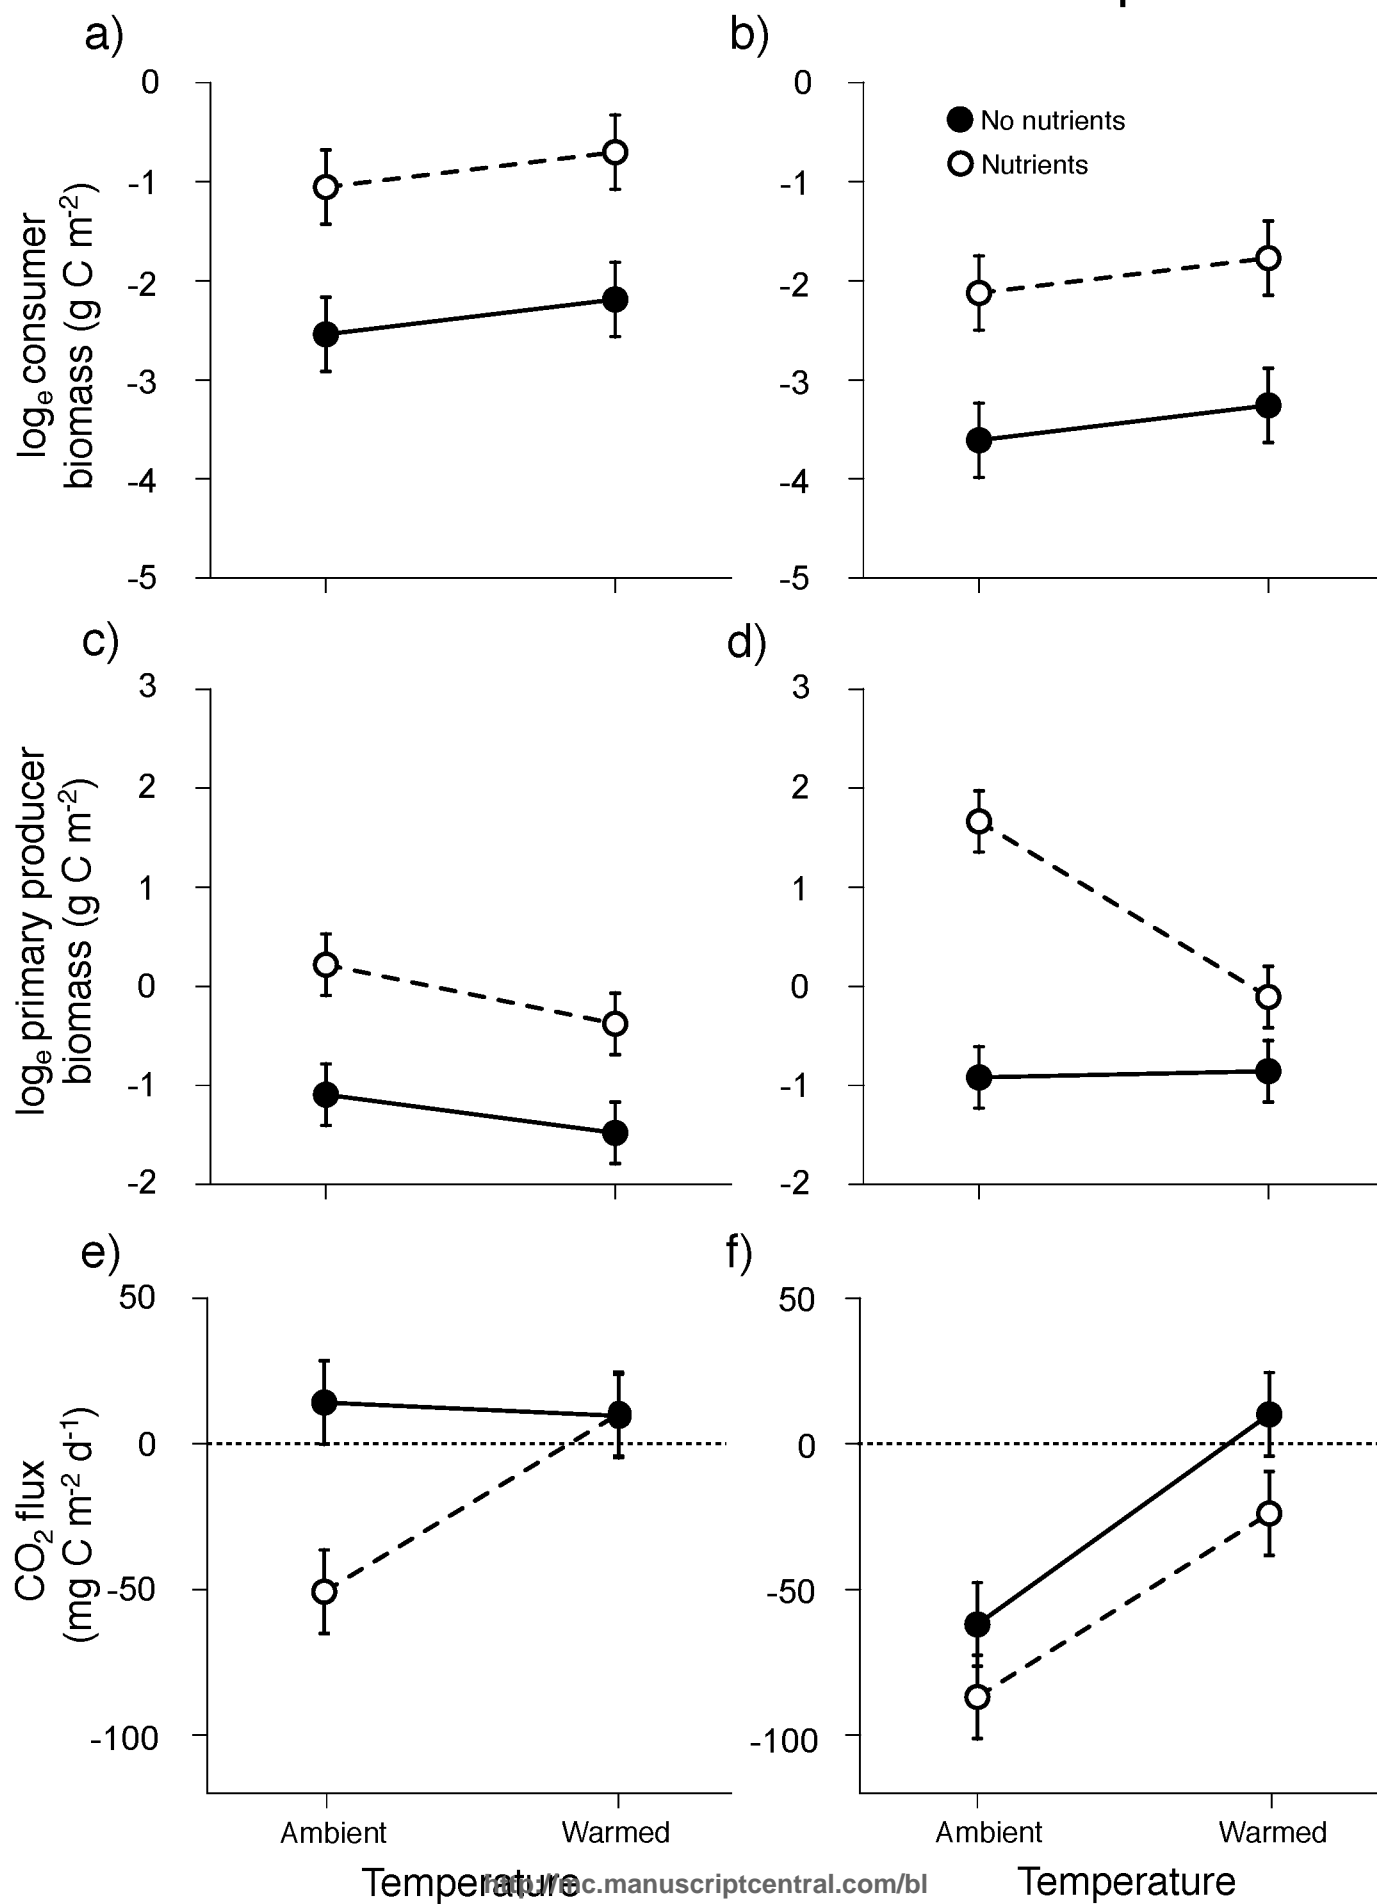 a)
b)
0
-1
-2
-3
-4
-5
logₑ consumer
biomass (g C m⁻²)
0
-1
-2
-3
-4
-5
No nutrients
Nutrients
c)
d)
3
2
1
0
-1
-2
logₑ primary producer
biomass (g C m⁻²)
3
2
1
0
-1
-2
e)
f)
50
0
-50
-100
CO₂ flux
(mg C m⁻² d⁻¹)
50
0
-50
-100
Ambient
Warmed
Ambient
Warmed
Temperature
Temperature
http://mc.manuscriptcentral.com/bl